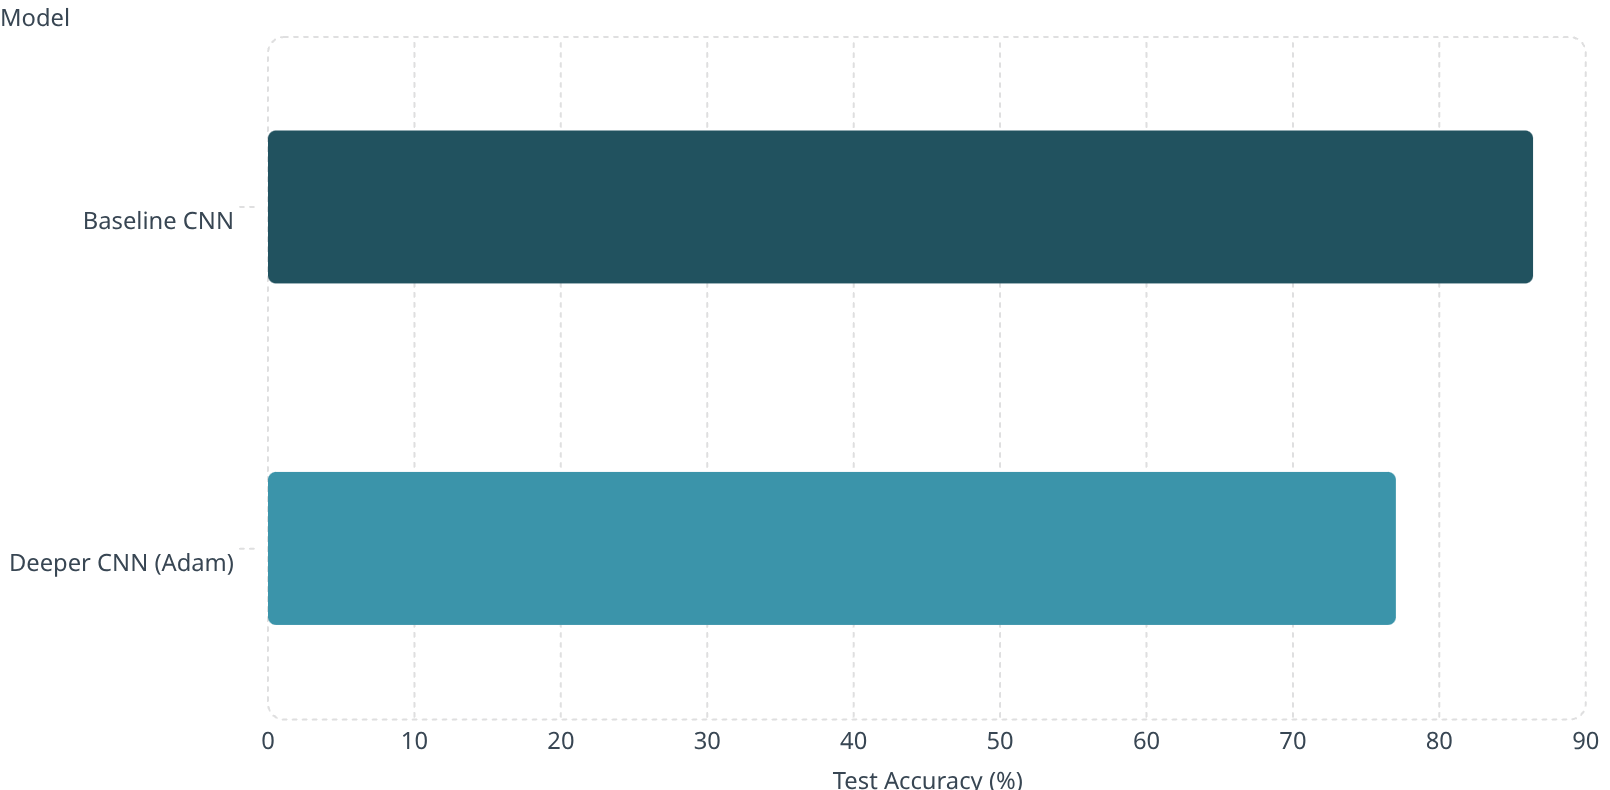 Model
Baseline CNN
Deeper CNN (Adam)
0 10 20 30 40 50 60 70 80 90
Test Accuracy (%)